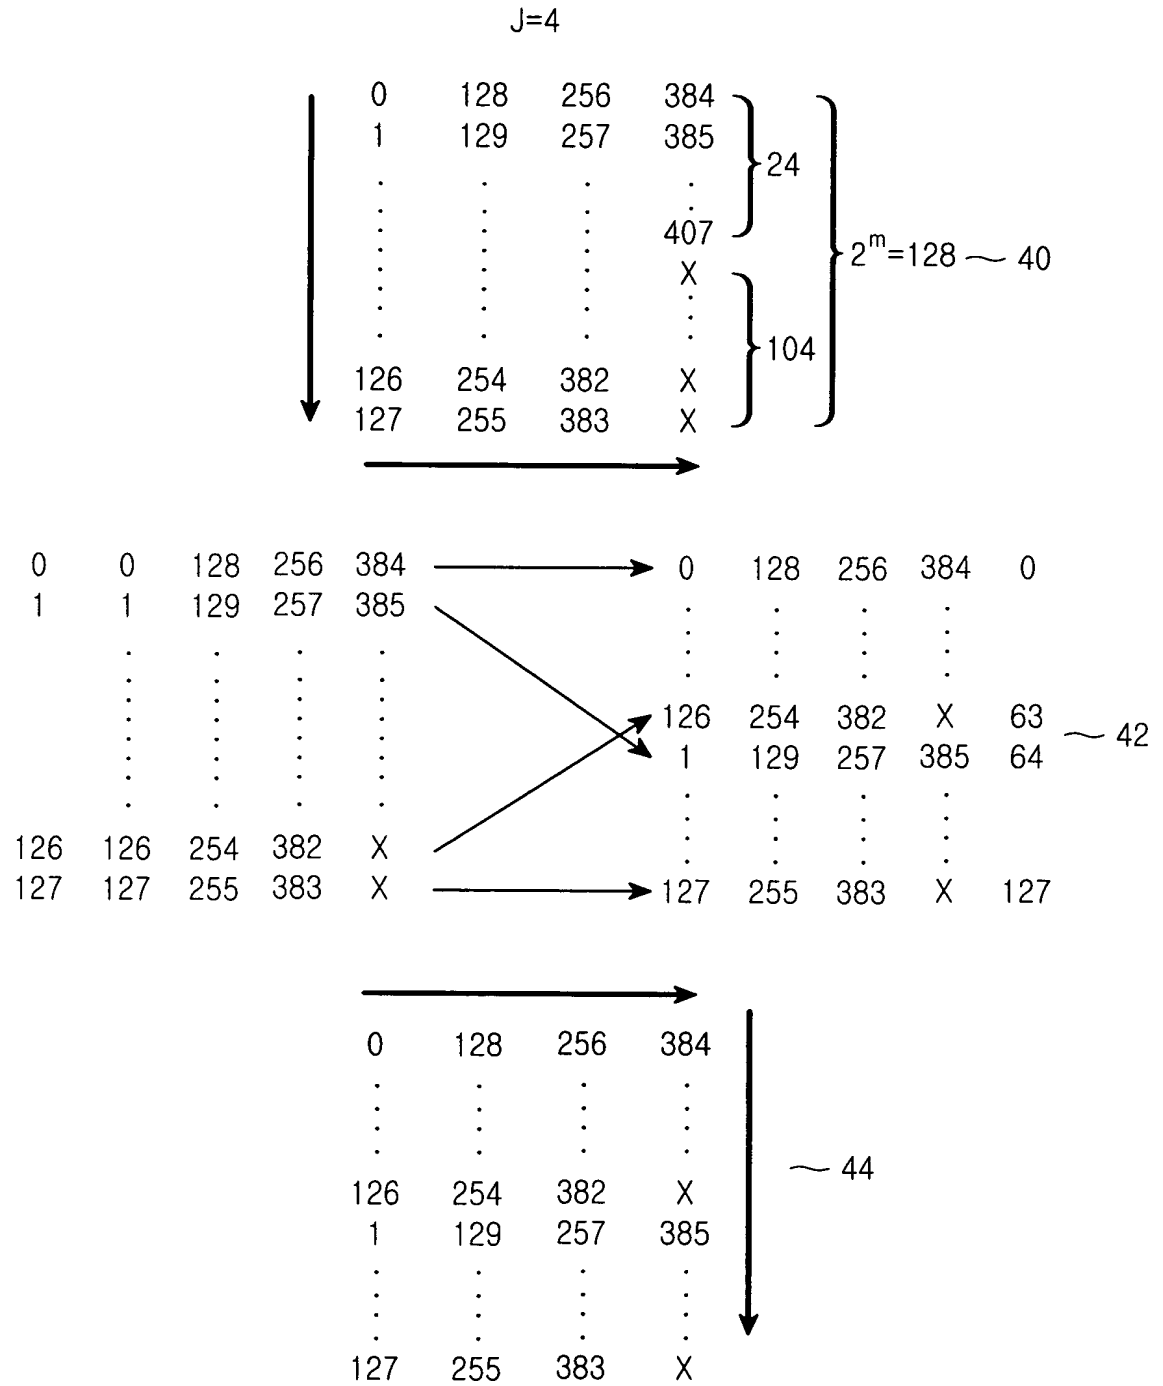 J=4
0 128 256 384
1 129 257 385
24
407
2^m=128 40
X
104
126 254 382 X
127 255 383 X
0 0 128 256 384
1 1 129 257 385
126 126 254 382 X
127 127 255 383 X
0 128 256 384 0
126 254 382 X 63
42
1 129 257 385 64
127 255 383 X 127
0 128 256 384
44
126 254 382 X
1 129 257 385
127 255 383 X